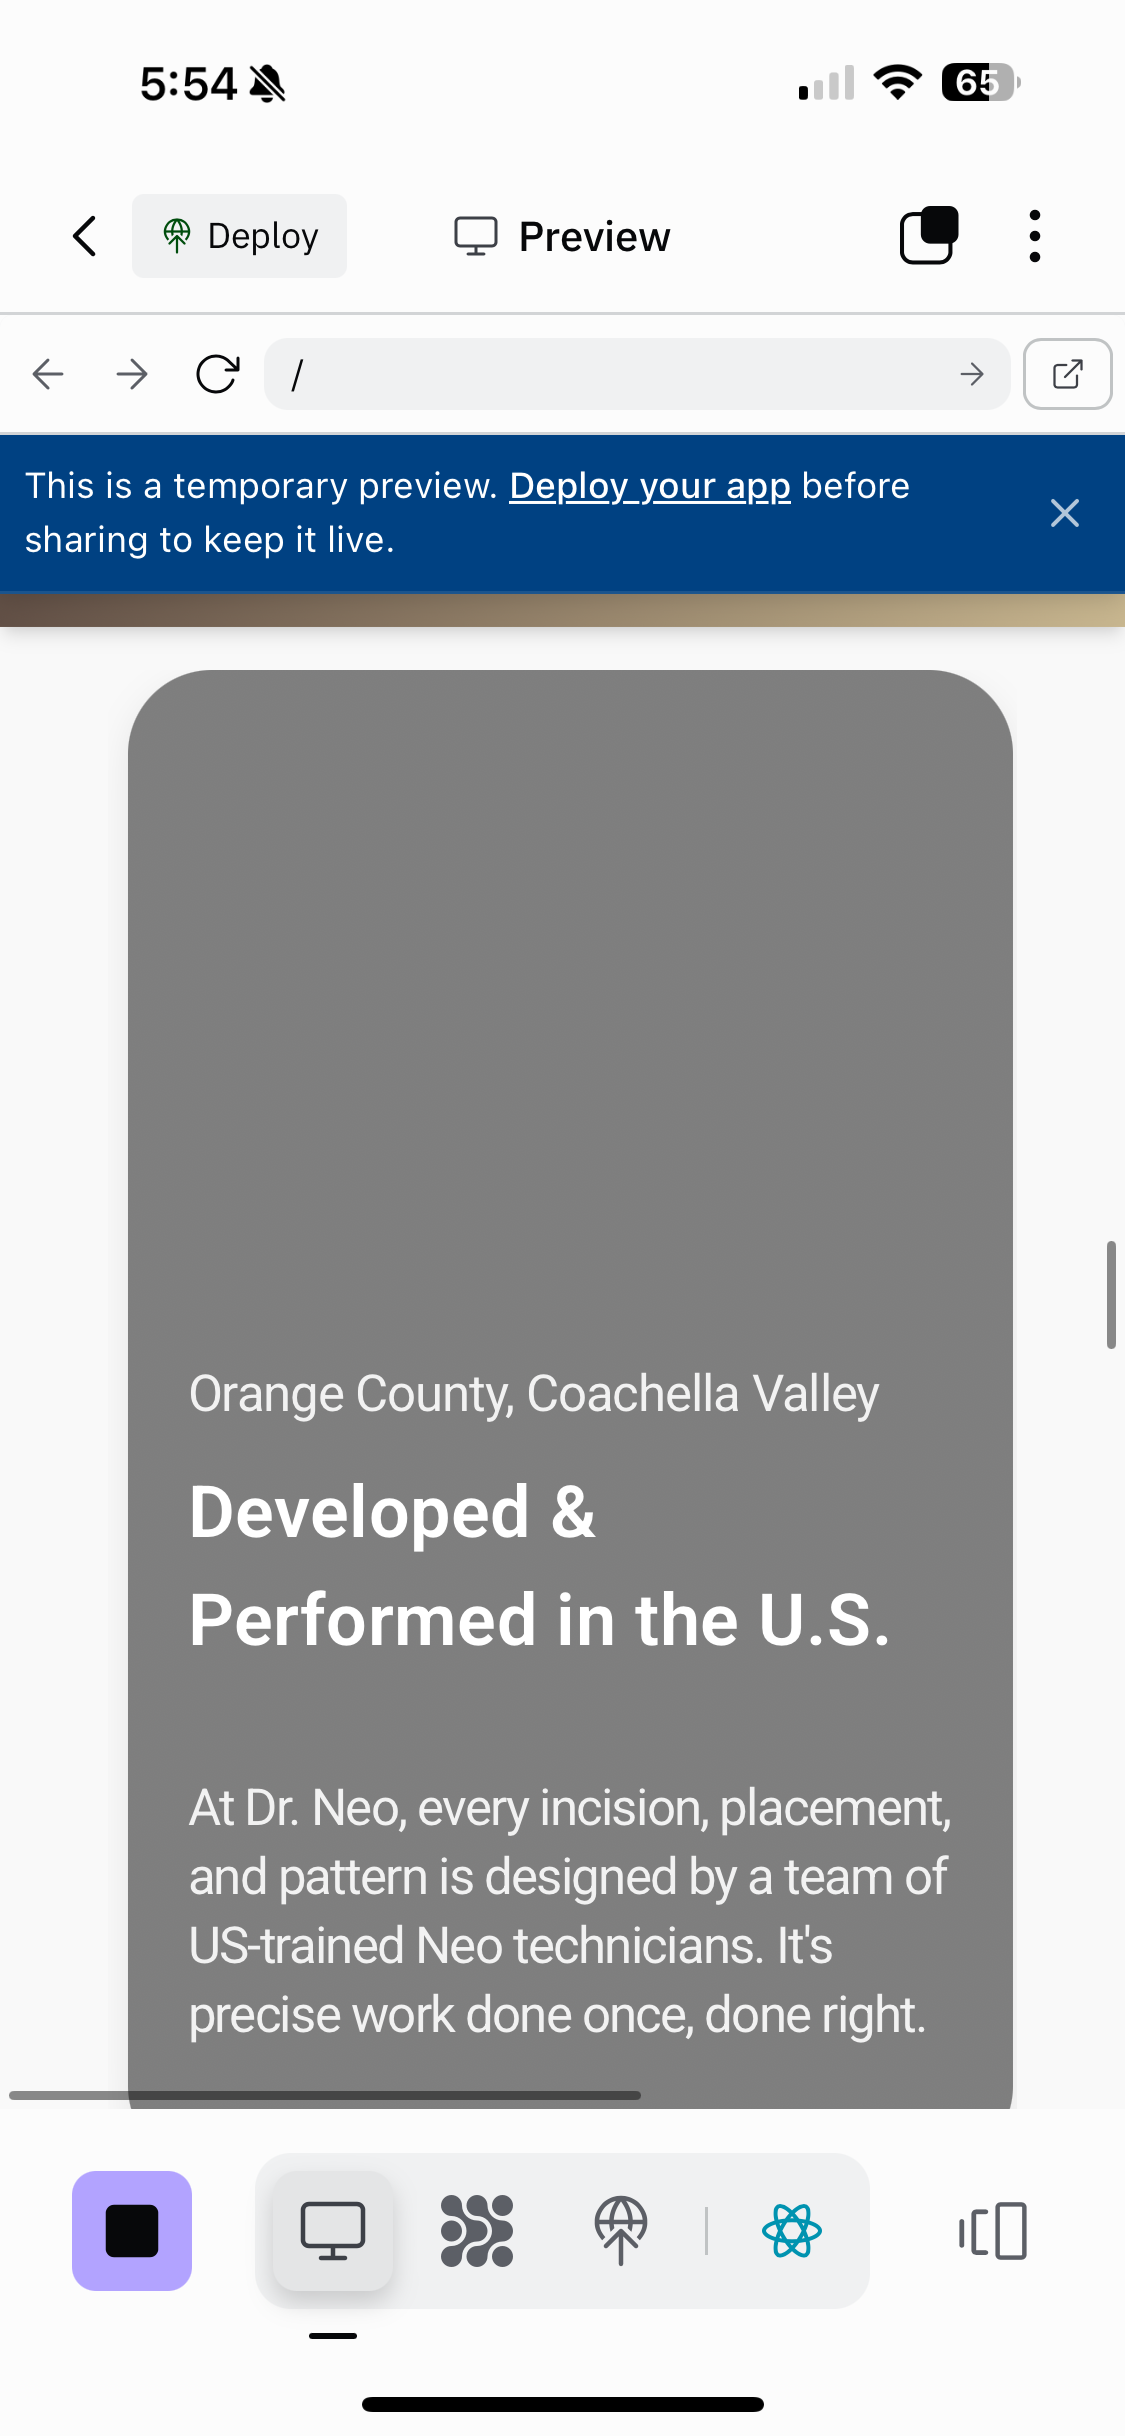 5:54
65
Deploy
Preview
/
This is a temporary preview. Deploy your app before
sharing to keep it live.
Orange County, Coachella Valley
Developed &
Performed in the U.S.
At Dr. Neo, every incision, placement,
and pattern is designed by a team of
US-trained Neo technicians. It's
precise work done once, done right.